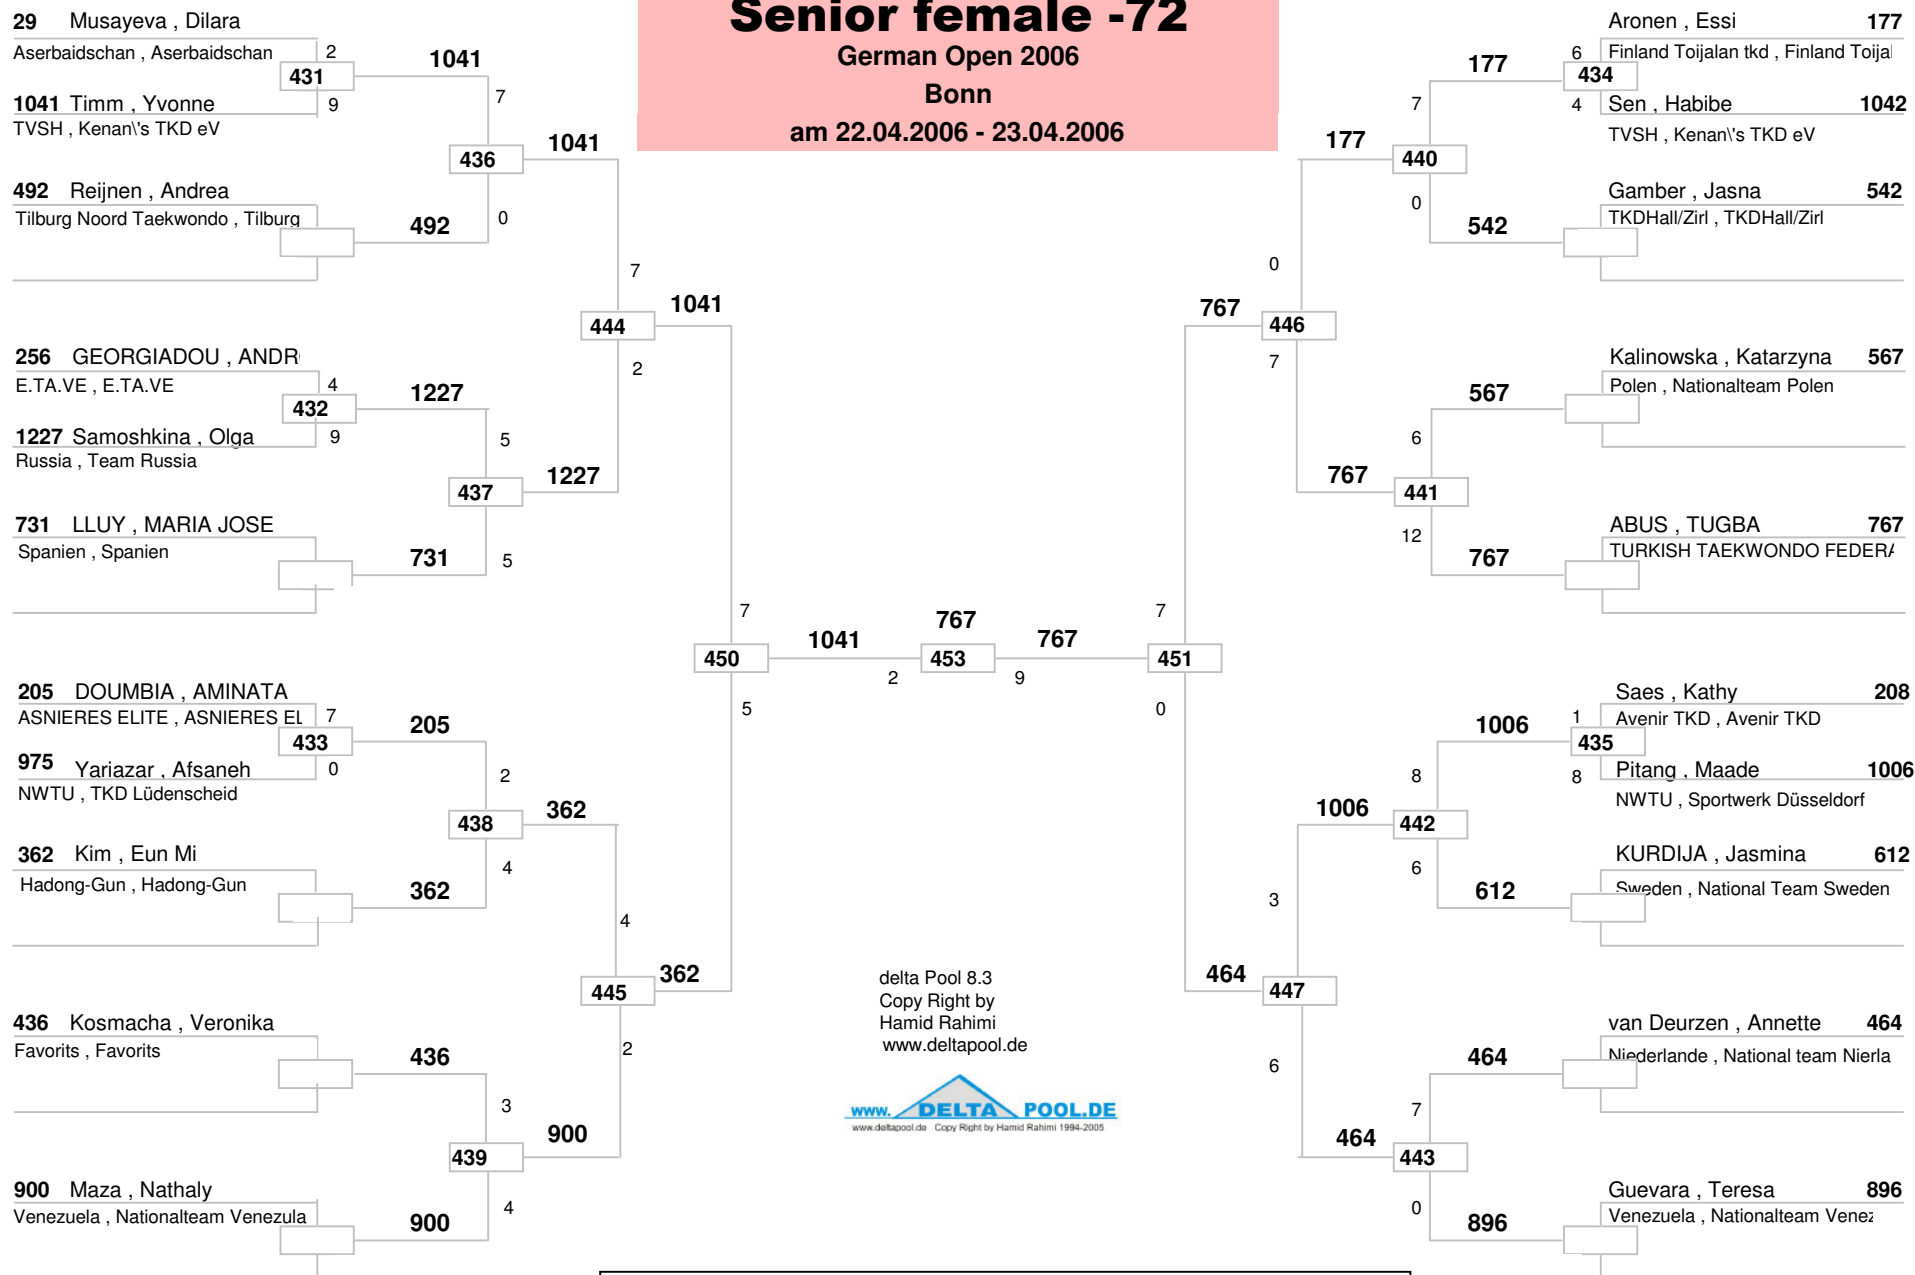 Senior female -72
German Open 2006
Bonn
am 22.04.2006 - 23.04.2006
29 Musayeva , Dilara
Aserbaidschan , Aserbaidschan
2
431
1041
1041 Timm , Yvonne
9
TVSH , Kenan\'s TKD eV
7
436
1041
492 Reijnen , Andrea
Tilburg Noord Taekwondo , Tilburg
492
0
7
444
1041
2
256 GEORGIADOU , ANDR
E.TA.VE , E.TA.VE
4
432
1227
1227 Samoshkina , Olga
9
Russia , Team Russia
5
437
1227
731 LLUY , MARIA JOSE
Spanien , Spanien
731
5
7
450
1041
5
205 DOUMBIA , AMINATA
ASNIERES ELITE , ASNIERES EL
7
433
205
975 Yariazar , Afsaneh
0
NWTU , TKD Lüdenscheid
2
438
362
362 Kim , Eun Mi
Hadong-Gun , Hadong-Gun
362
4
4
445
362
2
436 Kosmacha , Veronika
Favorits , Favorits
436
3
439
900
900 Maza , Nathaly
Venezuela , Nationalteam Venezula
900
4
767
2
453
9
767
Aronen , Essi 177
Finland Toijalan tkd , Finland Toijal
6
434
177
4
Sen , Habibe 1042
TVSH , Kenan\'s TKD eV
7
440
177
0
Gamber , Jasna 542
TKDHall/Zirl , TKDHall/Zirl
542
0
446
767
7
Kalinowska , Katarzyna 567
Polen , Nationalteam Polen
567
6
441
767
12
ABUS , TUGBA 767
TURKISH TAEKWONDO FEDERA
767
7
451
0
Saes , Kathy 208
Avenir TKD , Avenir TKD
1
435
1006
8
Pitang , Maade 1006
NWTU , Sportwerk Düsseldorf
8
442
1006
6
KURDIJA , Jasmina 612
Sweden , National Team Sweden
612
3
447
464
6
van Deurzen , Annette 464
Niederlande , National team Nierla
464
7
443
464
0
Guevara , Teresa 896
Venezuela , Nationalteam Venez
896
delta Pool 8.3
Copy Right by
Hamid Rahimi
www.deltapool.de
www. DELTA POOL.DE
www.deltapool.de Copy Right by Hamid Rahimi 1994-2005